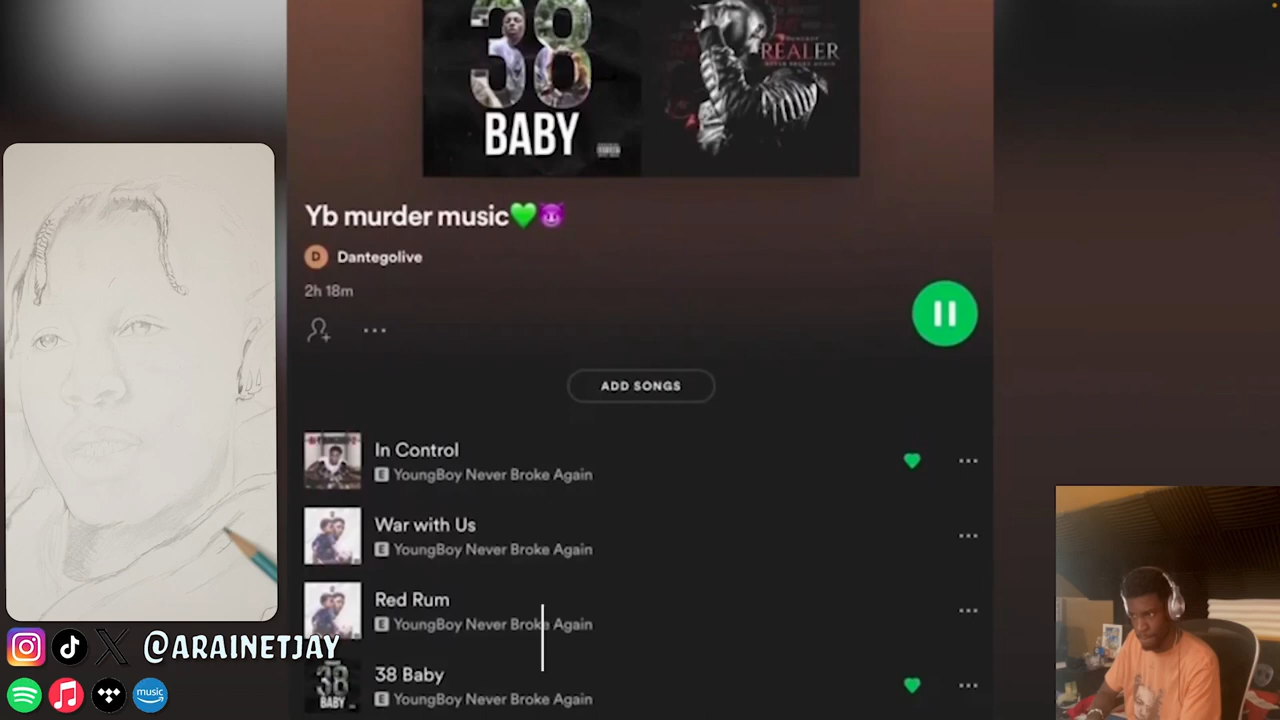 38
BABY
REALER
Yb murder music💚😈
D Dantegolive
2h 18m
ADD SONGS
In Control
E YoungBoy Never Broke Again
War with Us
E YoungBoy Never Broke Again
Red Rum
E YoungBoy Never Broke Again
38 Baby
E YoungBoy Never Broke Again
38
BABY
@ARAINETJAY
music